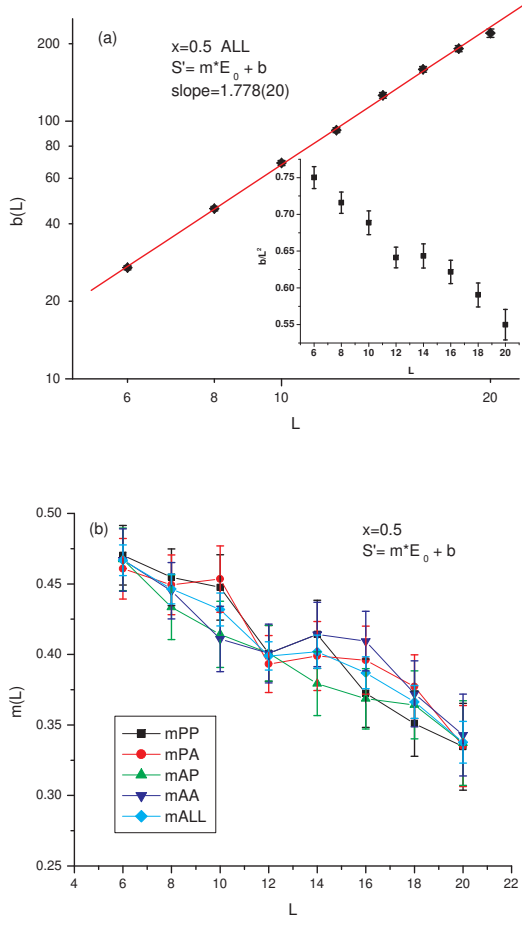 (a)
x=0.5 ALL
S'= m*E₀ + b
slope=1.778(20)
200
100
80
60
40
20
10
b(L)
6
8
10
20
L
0.75
0.70
0.65
0.60
0.55
b/L²
6 8 10 12 14 16 18 20
L
(b)
x=0.5
S'= m*E₀ + b
0.50
0.45
0.40
0.35
0.30
0.25
m(L)
mPP
mPA
mAP
mAA
mALL
4 6 8 10 12 14 16 18 20 22
L